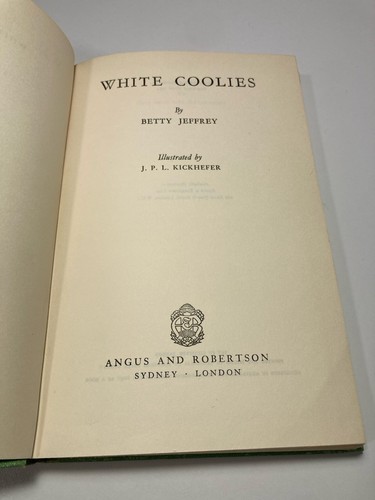 WHITE COOLIES
By
BETTY JEFFREY
Illustrated by
J. P. L. KICKHEFER
ANGUS AND ROBERTSON
SYDNEY · LONDON